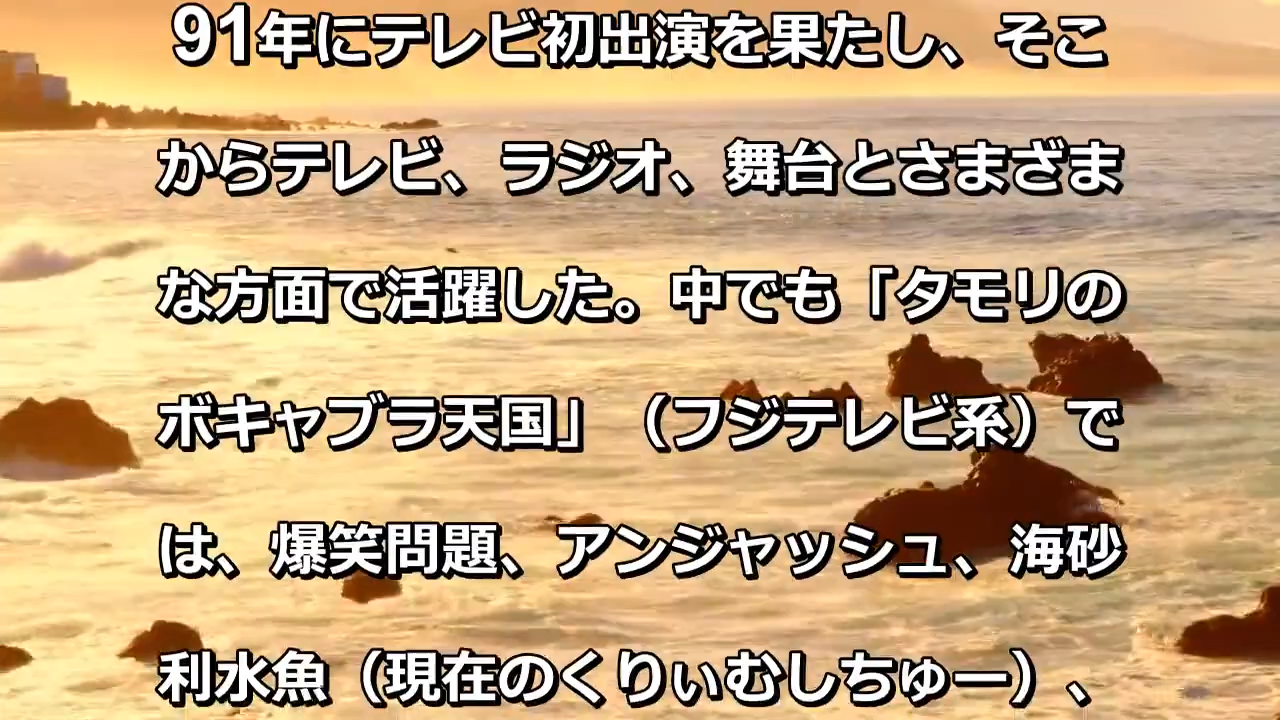 91年にテレビ初出演を果たし、そこ
からテレビ、ラジオ、舞台とさまざま
な方面で活躍した。中でも「タモリの
ボキャブラ天国」（フジテレビ系）で
は、爆笑問題、アンジャッシュ、海砂
利水魚（現在のくりぃむしちゅー）、